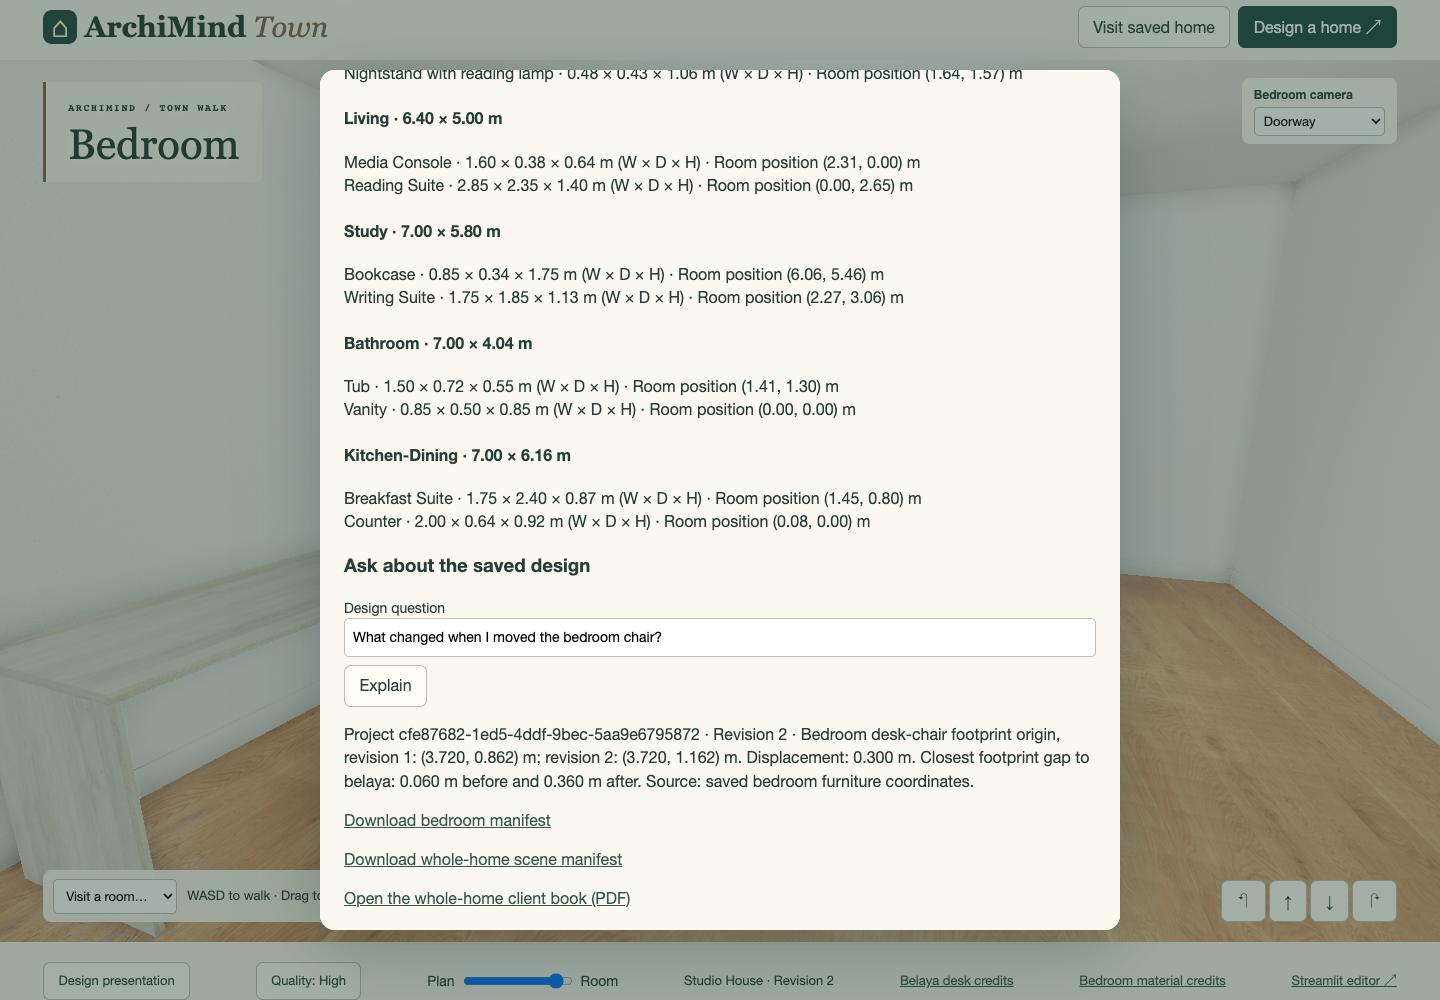 ArchiMind Town
Visit saved home
Design a home ↗
ARCHIMIND / TOWN WALK
Bedroom
Bedroom camera
Doorway
Nightstand with reading lamp · 0.48 × 0.43 × 1.06 m (W × D × H) · Room position (1.64, 1.57) m
Living · 6.40 × 5.00 m
Media Console · 1.60 × 0.38 × 0.64 m (W × D × H) · Room position (2.31, 0.00) m
Reading Suite · 2.85 × 2.35 × 1.40 m (W × D × H) · Room position (0.00, 2.65) m
Study · 7.00 × 5.80 m
Bookcase · 0.85 × 0.34 × 1.75 m (W × D × H) · Room position (6.06, 5.46) m
Writing Suite · 1.75 × 1.85 × 1.13 m (W × D × H) · Room position (2.27, 3.06) m
Bathroom · 7.00 × 4.04 m
Tub · 1.50 × 0.72 × 0.55 m (W × D × H) · Room position (1.41, 1.30) m
Vanity · 0.85 × 0.50 × 0.85 m (W × D × H) · Room position (0.00, 0.00) m
Kitchen-Dining · 7.00 × 6.16 m
Breakfast Suite · 1.75 × 2.40 × 0.87 m (W × D × H) · Room position (1.45, 0.80) m
Counter · 2.00 × 0.64 × 0.92 m (W × D × H) · Room position (0.08, 0.00) m
Ask about the saved design
Design question
What changed when I moved the bedroom chair?
Explain
Project cfe87682-1ed5-4ddf-9bec-5aa9e6795872 · Revision 2 · Bedroom desk-chair footprint origin,
revision 1: (3.720, 0.862) m; revision 2: (3.720, 1.162) m. Displacement: 0.300 m. Closest footprint gap to
belaya: 0.060 m before and 0.360 m after. Source: saved bedroom furniture coordinates.
Download bedroom manifest
Download whole-home scene manifest
Open the whole-home client book (PDF)
Visit a room...
WASD to walk · Drag to
↰ ↑ ↓ ↱
Design presentation
Quality: High
Plan
Room
Studio House · Revision 2
Belaya desk credits
Bedroom material credits
Streamlit editor ↗